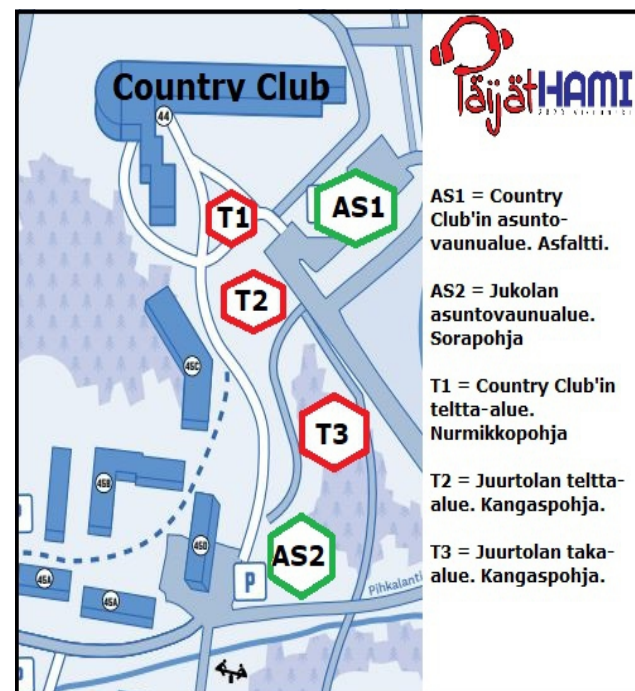 Country Club
44
T1
AS1
T2
45C
T3
45B
45D
AS2
45A
45A
P
Pihkalanti
PäijätHAMI
AS1 = Country
Club'in asunto-
vaunualue. Asfaltti.
AS2 = Jukolan
asuntovaunualue.
Sorapohja
T1 = Country Club'in
teltta-alue.
Nurmikkopohja
T2 = Juurtolan teltta-
alue. Kangaspohja.
T3 = Juurtolan taka-
alue. Kangaspohja.